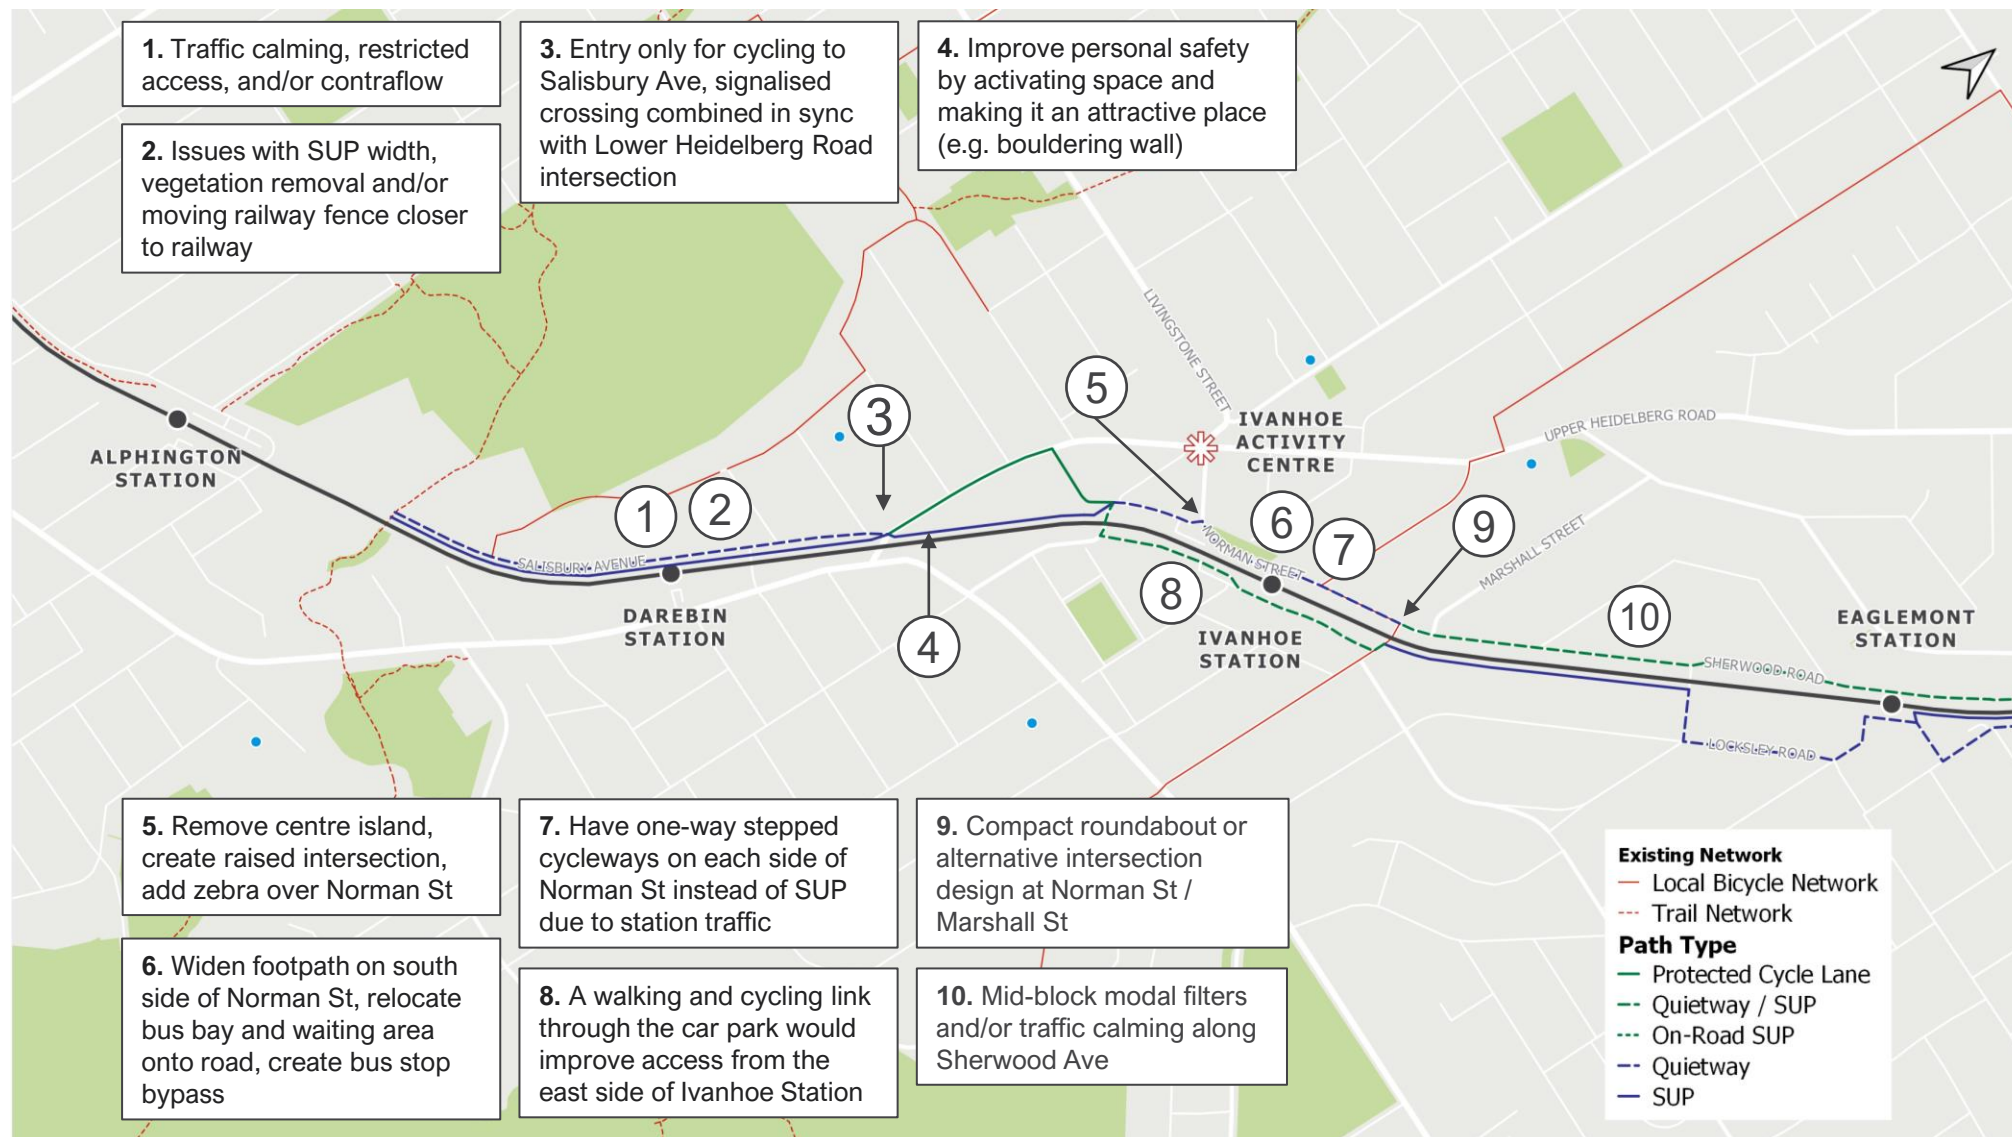 1. Traffic calming, restricted
access, and/or contraflow
2. Issues with SUP width,
vegetation removal and/or
moving railway fence closer
to railway
3. Entry only for cycling to
Salisbury Ave, signalised
crossing combined in sync
with Lower Heidelberg Road
intersection
4. Improve personal safety
by activating space and
making it an attractive place
(e.g. bouldering wall)
LIVINGSTONE STREET
5
3
IVANHOE
ACTIVITY
CENTRE
UPPER HEIDELBERG ROAD
ALPHINGTON
STATION
1
2
6
7
9
NORMAN STREET
MARSHALL STREET
SALISBURY AVENUE
8
10
DAREBIN
STATION
4
IVANHOE
STATION
EAGLEMONT
STATION
SHERWOOD ROAD
LOCKSLEY ROAD
5. Remove centre island,
create raised intersection,
add zebra over Norman St
6. Widen footpath on south
side of Norman St, relocate
bus bay and waiting area
onto road, create bus stop
bypass
7. Have one-way stepped
cycleways on each side of
Norman St instead of SUP
due to station traffic
8. A walking and cycling link
through the car park would
improve access from the
east side of Ivanhoe Station
9. Compact roundabout or
alternative intersection
design at Norman St /
Marshall St
10. Mid-block modal filters
and/or traffic calming along
Sherwood Ave
Existing Network
Local Bicycle Network
Trail Network
Path Type
Protected Cycle Lane
Quietway / SUP
On-Road SUP
Quietway
SUP